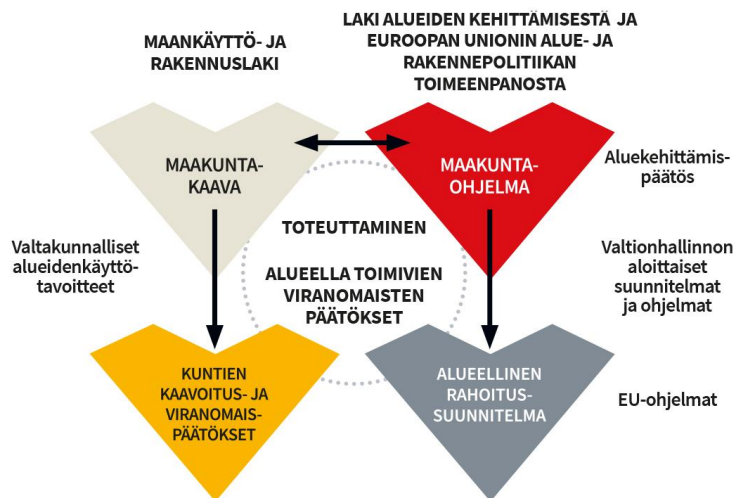 MAANKÄYTTÖ- JA
RAKENNUSLAKI
LAKI ALUEIDEN KEHITTÄMISESTÄ JA
EUROOPAN UNIONIN ALUE- JA
RAKENNEPOLITIIKAN
TOIMEENPANOSTA
MAAKUNTA-
KAAVA
MAAKUNTA-
OHJELMA
Aluekehittämis-
päätös
TOTEUTTAMINEN
ALUEELLA TOIMIVIEN
VIRANOMAISTEN
PÄÄTÖKSET
Valtakunnalliset
alueidenkäyttö-
tavoitteet
Valtionhallinnon
aloittaiset
suunnitelmat
ja ohjelmat
KUNTIEN
KAAVOITUS- JA
VIRANOMAIS-
PÄÄTÖKSET
ALUEELLINEN
RAHOITUS-
SUUNNITELMA
EU-ohjelmat